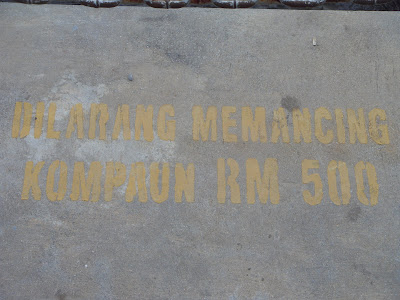 DILARANG MEMANCING
KOMPAUN RM 500